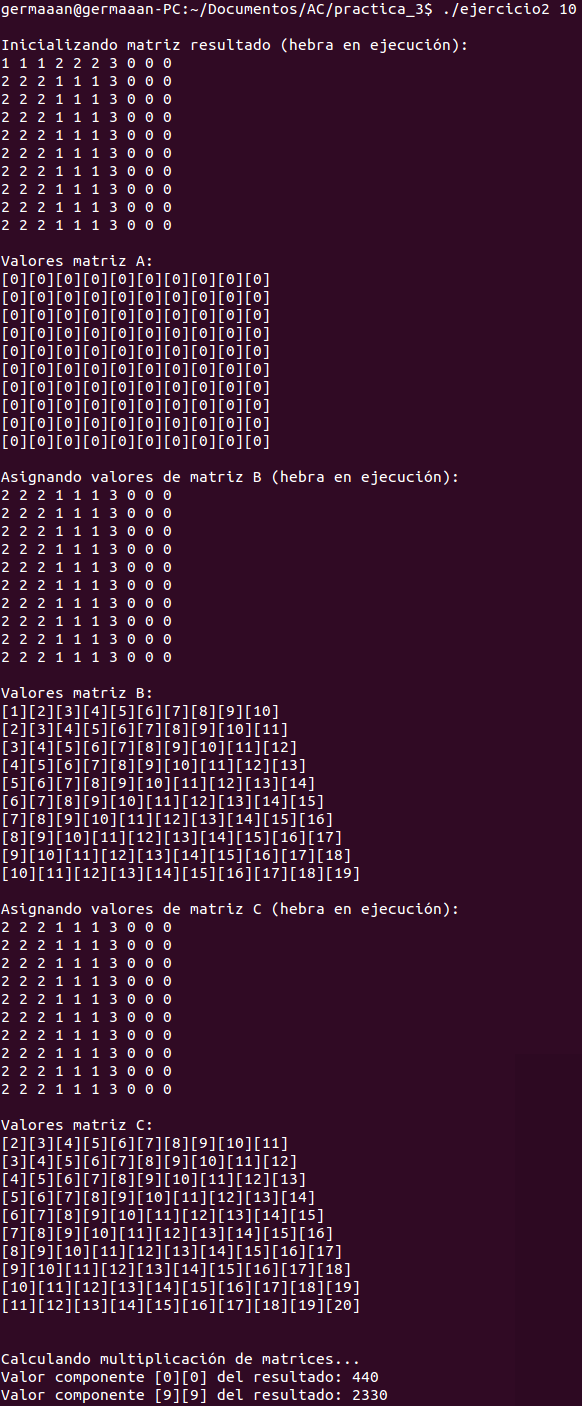 germaaan@germaaan-PC:~/Documentos/AC/practica_3$ ./ejercicio2 10
Inicializando matriz resultado (hebra en ejecución):
1 1 1 2 2 2 3 0 0 0
2 2 2 1 1 1 3 0 0 0
2 2 2 1 1 1 3 0 0 0
2 2 2 1 1 1 3 0 0 0
2 2 2 1 1 1 3 0 0 0
2 2 2 1 1 1 3 0 0 0
2 2 2 1 1 1 3 0 0 0
2 2 2 1 1 1 3 0 0 0
2 2 2 1 1 1 3 0 0 0
2 2 2 1 1 1 3 0 0 0
Valores matriz A:
[0][0][0][0][0][0][0][0][0][0]
[0][0][0][0][0][0][0][0][0][0]
[0][0][0][0][0][0][0][0][0][0]
[0][0][0][0][0][0][0][0][0][0]
[0][0][0][0][0][0][0][0][0][0]
[0][0][0][0][0][0][0][0][0][0]
[0][0][0][0][0][0][0][0][0][0]
[0][0][0][0][0][0][0][0][0][0]
[0][0][0][0][0][0][0][0][0][0]
[0][0][0][0][0][0][0][0][0][0]
Asignando valores de matriz B (hebra en ejecución):
2 2 2 1 1 1 3 0 0 0
2 2 2 1 1 1 3 0 0 0
2 2 2 1 1 1 3 0 0 0
2 2 2 1 1 1 3 0 0 0
2 2 2 1 1 1 3 0 0 0
2 2 2 1 1 1 3 0 0 0
2 2 2 1 1 1 3 0 0 0
2 2 2 1 1 1 3 0 0 0
2 2 2 1 1 1 3 0 0 0
2 2 2 1 1 1 3 0 0 0
Valores matriz B:
[1][2][3][4][5][6][7][8][9][10]
[2][3][4][5][6][7][8][9][10][11]
[3][4][5][6][7][8][9][10][11][12]
[4][5][6][7][8][9][10][11][12][13]
[5][6][7][8][9][10][11][12][13][14]
[6][7][8][9][10][11][12][13][14][15]
[7][8][9][10][11][12][13][14][15][16]
[8][9][10][11][12][13][14][15][16][17]
[9][10][11][12][13][14][15][16][17][18]
[10][11][12][13][14][15][16][17][18][19]
Asignando valores de matriz C (hebra en ejecución):
2 2 2 1 1 1 3 0 0 0
2 2 2 1 1 1 3 0 0 0
2 2 2 1 1 1 3 0 0 0
2 2 2 1 1 1 3 0 0 0
2 2 2 1 1 1 3 0 0 0
2 2 2 1 1 1 3 0 0 0
2 2 2 1 1 1 3 0 0 0
2 2 2 1 1 1 3 0 0 0
2 2 2 1 1 1 3 0 0 0
2 2 2 1 1 1 3 0 0 0
Valores matriz C:
[2][3][4][5][6][7][8][9][10][11]
[3][4][5][6][7][8][9][10][11][12]
[4][5][6][7][8][9][10][11][12][13]
[5][6][7][8][9][10][11][12][13][14]
[6][7][8][9][10][11][12][13][14][15]
[7][8][9][10][11][12][13][14][15][16]
[8][9][10][11][12][13][14][15][16][17]
[9][10][11][12][13][14][15][16][17][18]
[10][11][12][13][14][15][16][17][18][19]
[11][12][13][14][15][16][17][18][19][20]
Calculando multiplicación de matrices...
Valor componente [0][0] del resultado: 440
Valor componente [9][9] del resultado: 2330